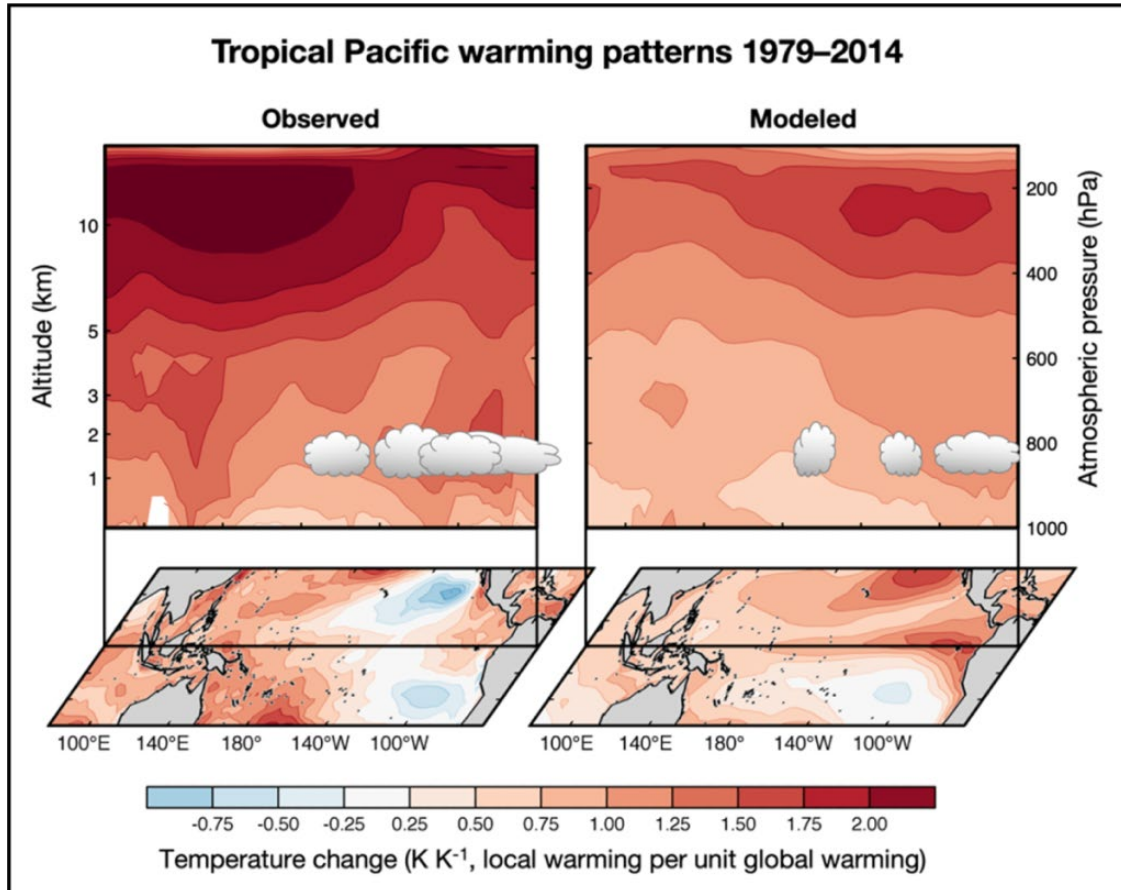 Tropical Pacific warming patterns 1979–2014
Observed
Modeled
Altitude (km)
10
5
3
2
1
200
400
600
800
1000
Atmospheric pressure (hPa)
100°E 140°E 180° 140°W 100°W
100°E 140°E 180° 140°W 100°W
-0.75 -0.50 -0.25 0.25 0.50 0.75 1.00 1.25 1.50 1.75 2.00
Temperature change (K K⁻¹, local warming per unit global warming)